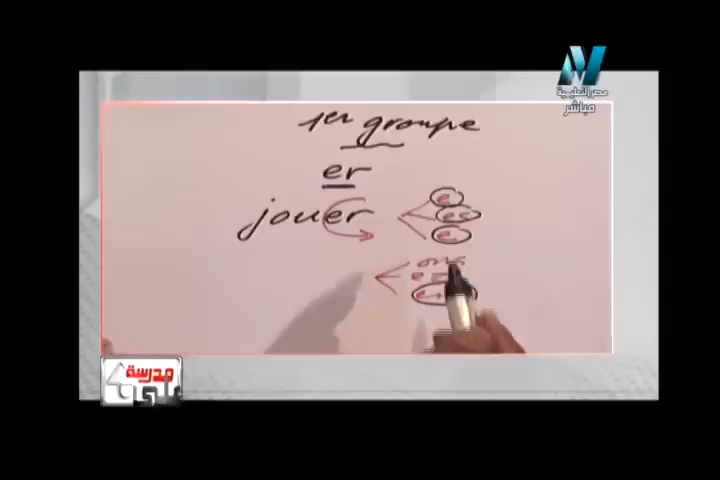 مصر التعليمية
مباشر
1er groupe
er
jouer
e
es
e
مدرسة